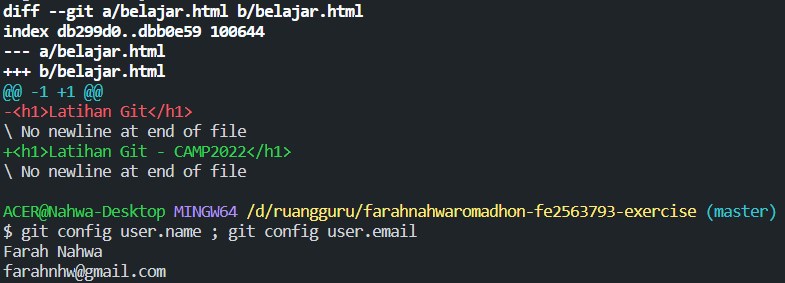 diff --git a/belajar.html b/belajar.html
index db299d0..dbb0e59 100644
--- a/belajar.html
+++ b/belajar.html
@@ -1 +1 @@
-<h1>Latihan Git</h1>
\ No newline at end of file
+<h1>Latihan Git - CAMP2022</h1>
\ No newline at end of file
ACER@Nahwa-Desktop MINGW64 /d/ruangguru/farahnahwaromadhon-fe2563793-exercise (master)
$ git config user.name ; git config user.email
Farah Nahwa
farahnhw@gmail.com